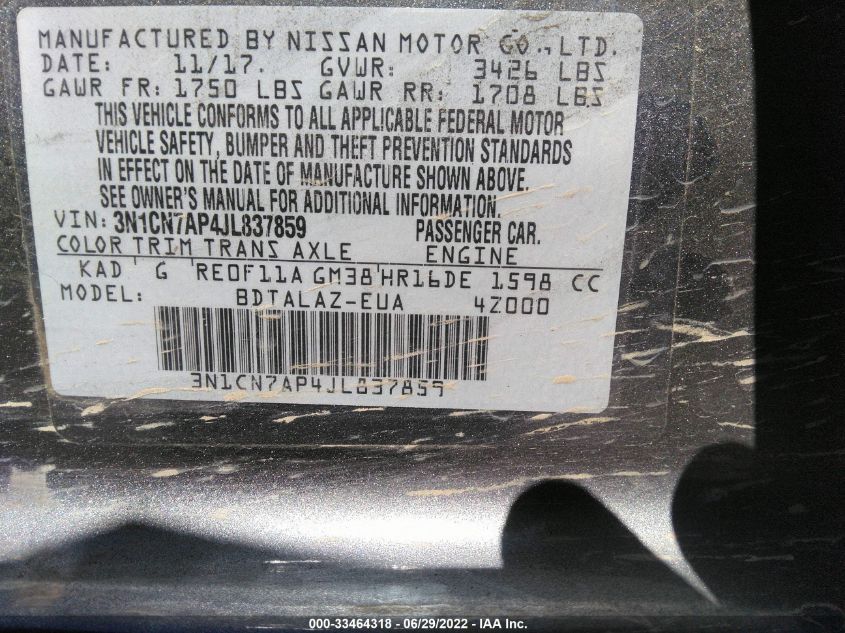 MANUFACTURED BY NISSAN MOTOR CO., LTD.
DATE: 11/17. GVWR: 3426 LBS
GAWR FR: 1750 LBS GAWR RR: 1708 LBS
THIS VEHICLE CONFORMS TO ALL APPLICABLE FEDERAL MOTOR
VEHICLE SAFETY, BUMPER AND THEFT PREVENTION STANDARDS
IN EFFECT ON THE DATE OF MANUFACTURE SHOWN ABOVE.
SEE OWNER'S MANUAL FOR ADDITIONAL INFORMATION.
VIN: 3N1CN7AP4JL837859 PASSENGER CAR.
COLOR TRIM TRANS AXLE ENGINE
KAD G RE0F11A GM38 HR16DE 1598 CC
MODEL: BDTALAZ-EUA 4Z000
3N1CN7AP4JL837859
000-33464318 - 06/29/2022 - IAA Inc.